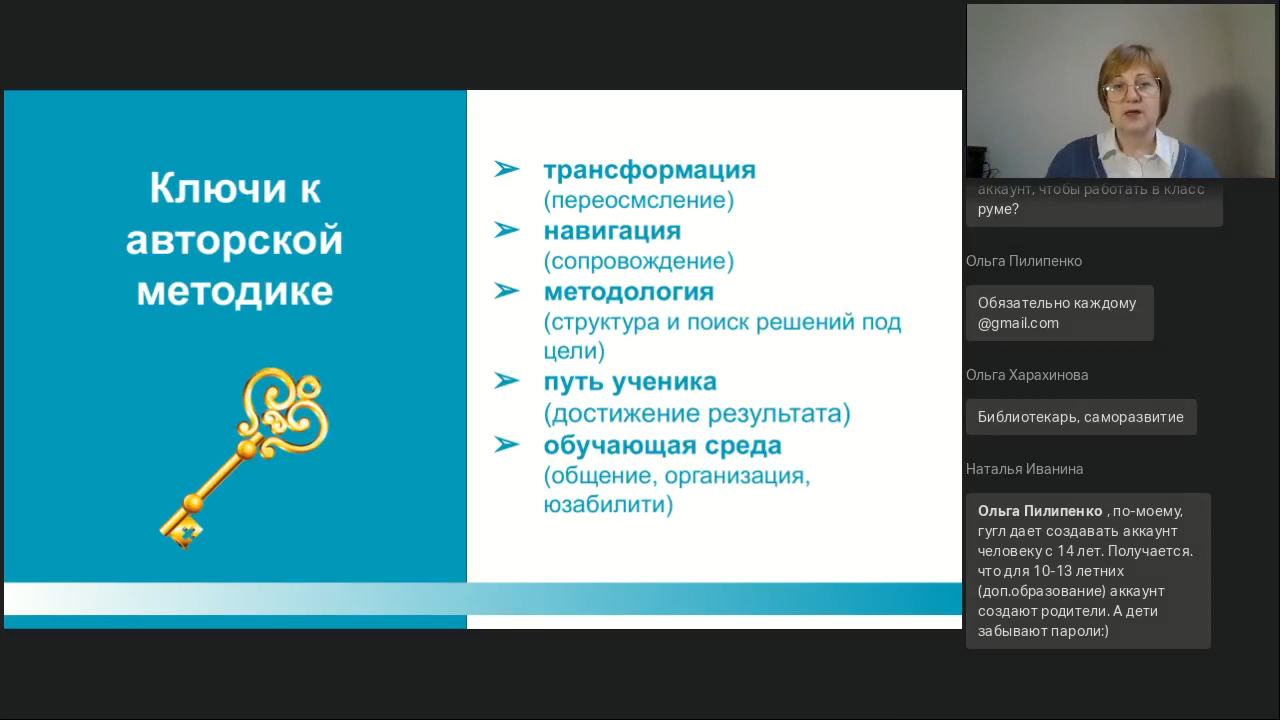 Ключи к
авторской
методике
➢ трансформация
(переосмсление)
➢ навигация
(сопровождение)
➢ методология
(структура и поиск решений под
цели)
➢ путь ученика
(достижение результата)
➢ обучающая среда
(общение, организация,
юзабилити)
аккаунт, чтобы работать в класс
руме?
Ольга Пилипенко
Обязательно каждому
@gmail.com
Ольга Харахинова
Библиотекарь, саморазвитие
Наталья Иванина
Ольга Пилипенко , по-моему,
гугл дает создавать аккаунт
человеку с 14 лет. Получается.
что для 10-13 летних
(доп.образование) аккаунт
создают родители. А дети
забывают пароли:)